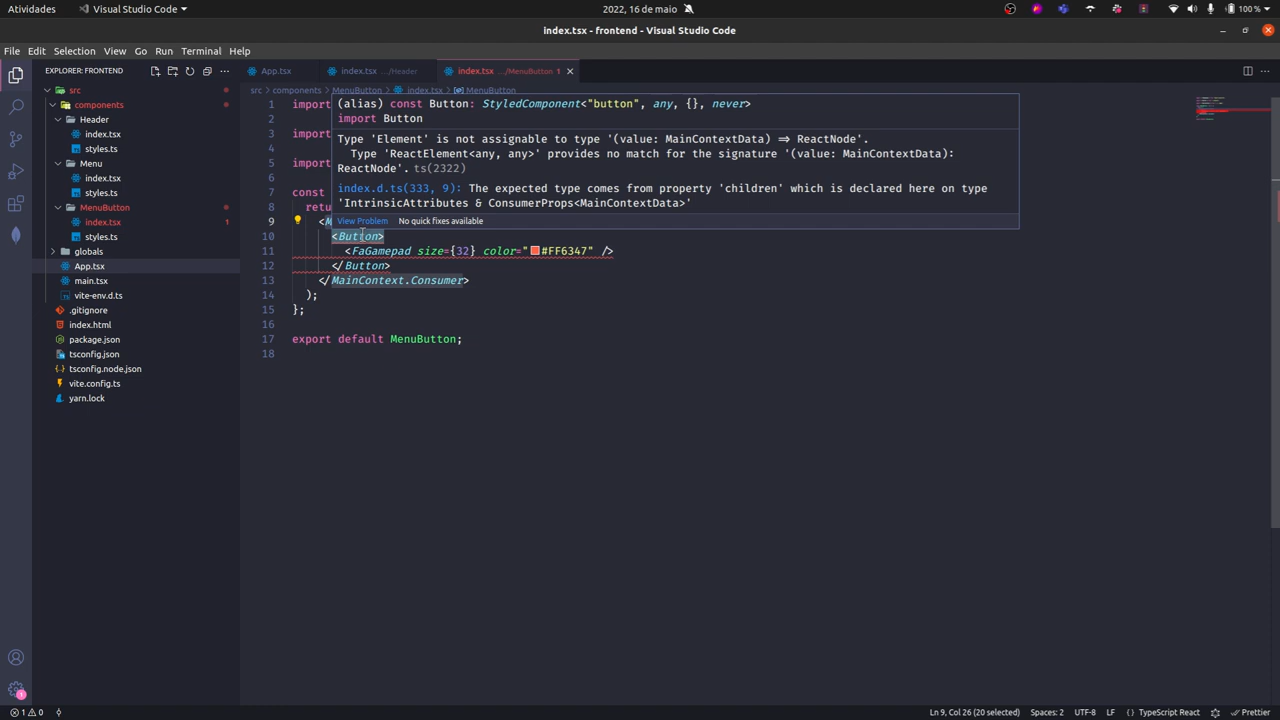 Atividades
Visual Studio Code
2022, 16 de maio
100 %
index.tsx - frontend - Visual Studio Code
File Edit Selection View Go Run Terminal Help
EXPLORER: FRONTEND
App.tsx
index.tsx .../Header
index.tsx .../MenuButton 1
src
components
Header
index.tsx
styles.ts
Menu
index.tsx
styles.ts
MenuButton
index.tsx 1
styles.ts
globals
App.tsx
main.tsx
vite-env.d.ts
.gitignore
index.html
package.json
tsconfig.json
tsconfig.node.json
vite.config.ts
yarn.lock
src > components > MenuButton > index.tsx > MenuButton
1 import
2
3 import
4
5 import
6
7 const
8 retu
9 <M
(alias) const Button: StyledComponent<"button", any, {}, never>
import Button
Type 'Element' is not assignable to type '(value: MainContextData) => ReactNode'.
Type 'ReactElement<any, any>' provides no match for the signature '(value: MainContextData):
ReactNode'. ts(2322)
index.d.ts(333, 9): The expected type comes from property 'children' which is declared here on type
'IntrinsicAttributes & ConsumerProps<MainContextData>'
View Problem No quick fixes available
10 <Button>
11 <FaGamepad size={32} color="#FF6347" />
12 </Button>
13 </MainContext.Consumer>
14 );
15 };
16
17 export default MenuButton;
18
1
1 0
Ln 9, Col 26 (20 selected) Spaces: 2 UTF-8 LF { } TypeScript React Prettier